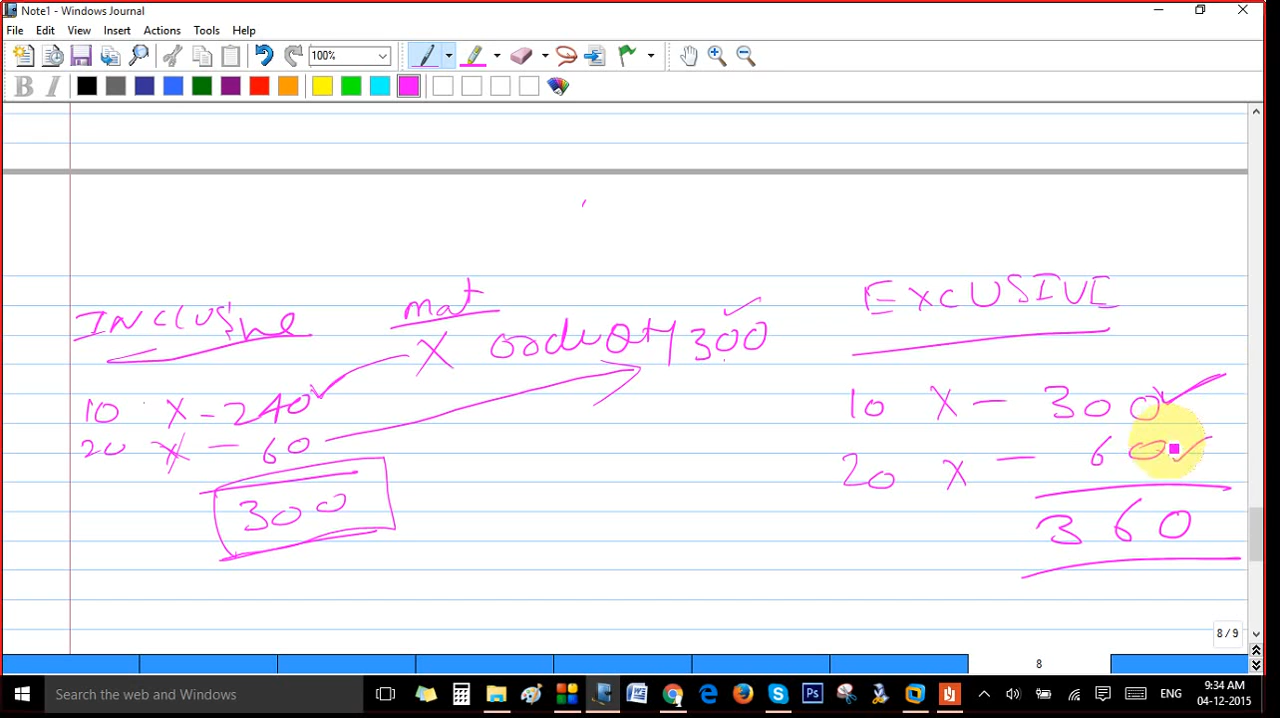 Note1 - Windows Journal
File Edit View Insert Actions Tools Help
100%
B I
INCLUSIVE
mat
X order Qty 300
EXCUSIVE
10 X - 240
20 X - 60
300
10 X - 300
20 X - 60
360
8 / 9
8
Search the web and Windows
ENG
9:34 AM
04-12-2015